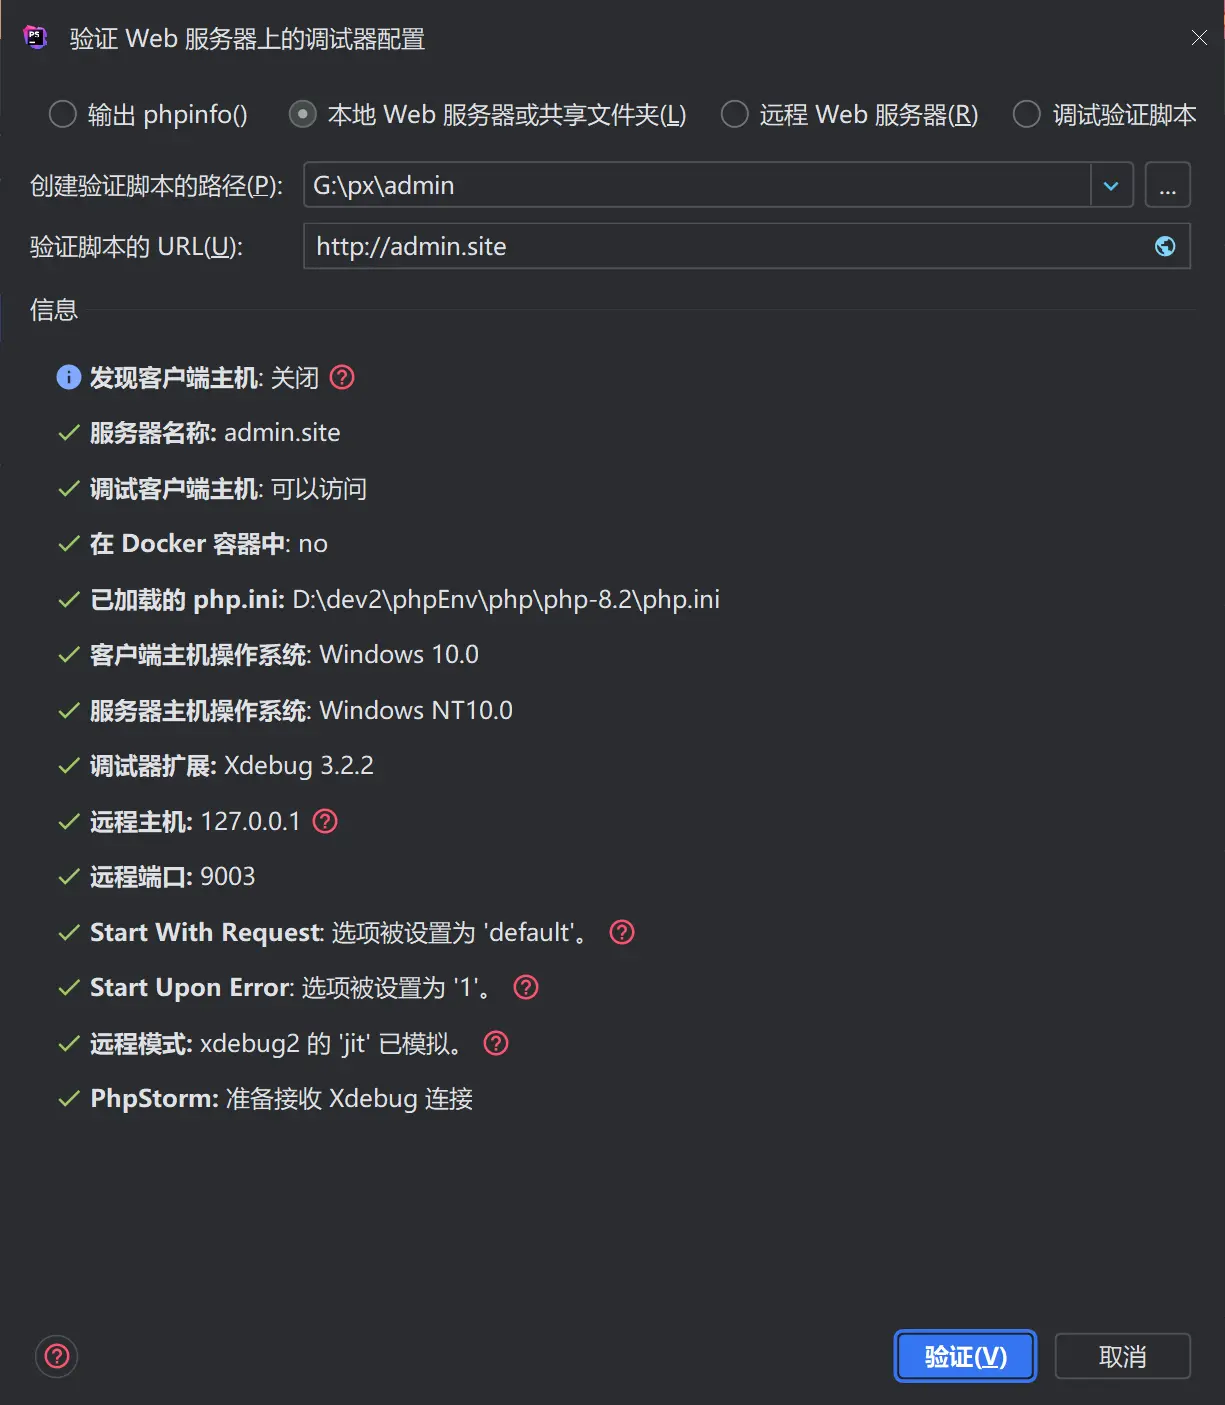 PS 验证 Web 服务器上的调试器配置
输出 phpinfo() 本地 Web 服务器或共享文件夹(L) 远程 Web 服务器(R) 调试验证脚本
创建验证脚本的路径(P): G:\px\admin ...
验证脚本的 URL(U): http://admin.site
信息
发现客户端主机: 关闭
服务器名称: admin.site
调试客户端主机: 可以访问
在 Docker 容器中: no
已加载的 php.ini: D:\dev2\phpEnv\php\php-8.2\php.ini
客户端主机操作系统: Windows 10.0
服务器主机操作系统: Windows NT10.0
调试器扩展: Xdebug 3.2.2
远程主机: 127.0.0.1
远程端口: 9003
Start With Request: 选项被设置为 'default'。
Start Upon Error: 选项被设置为 '1'。
远程模式: xdebug2 的 'jit' 已模拟。
PhpStorm: 准备接收 Xdebug 连接
验证(V) 取消